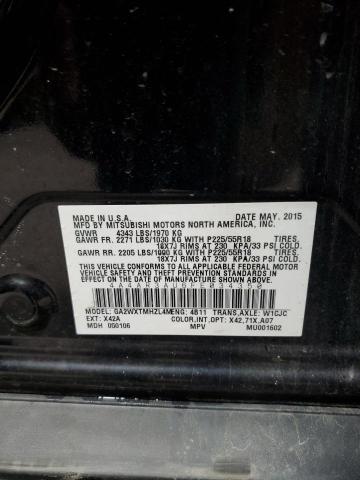 MADE IN U.S.A. DATE MAY. 2015
MFD BY MITSUBISHI MOTORS NORTH AMERICA, INC.
GVWR 4343 LBS/1970 KG
GAWR FR. 2271 LBS/1030 KG WITH P225/55R18 TIRES,
18X7J RIMS AT 230 KPA/33 PSI COLD.
GAWR RR. 2205 LBS/1000 KG WITH P225/55R18 TIRES,
18X7J RIMS AT 230 KPA/33 PSI COLD.
THIS VEHICLE CONFORMS TO ALL APPLICABLE FEDERAL
MOTOR VEHICLE SAFETY AND THEFT PREVENTION STANDARDS IN
EFFECT ON THE DATE OF MANUFACTURE SHOWN ABOVE.
4A4AR3AU6FE034350
MODEL: GA2WXTMHZL4M ENG: 4B11 TRANS,AXLE: W1CJC
EXT: X42A COLOR,INT,OPT: X42,71X,A07
MDH 050106 MPV MU001602